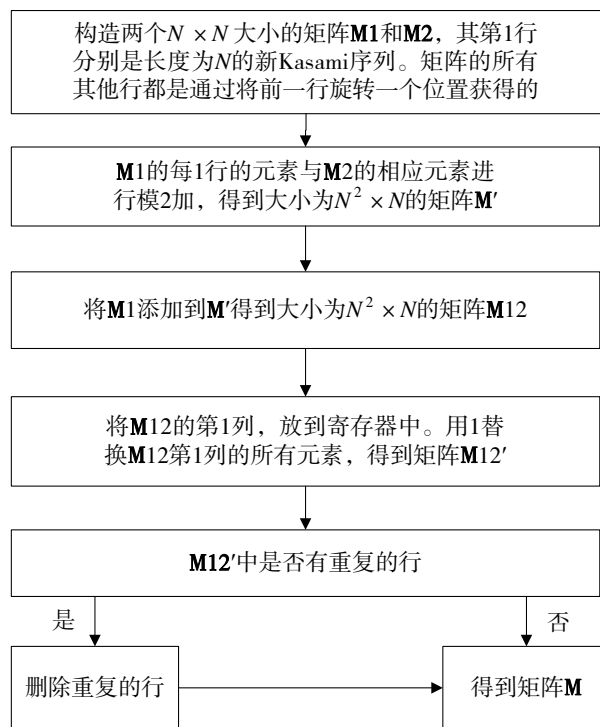 构造两个N × N 大小的矩阵M1和M2，其第1行
分别是长度为N的新Kasami序列。矩阵的所有
其他行都是通过将前一行旋转一个位置获得的
M1的每1行的元素与M2的相应元素进
行模2加，得到大小为N² × N的矩阵M′
将M1添加到M′得到大小为N² × N的矩阵M12
将M12的第1列，放到寄存器中。用1替
换M12第1列的所有元素，得到矩阵M12′
M12′中是否有重复的行
是
否
删除重复的行
得到矩阵M